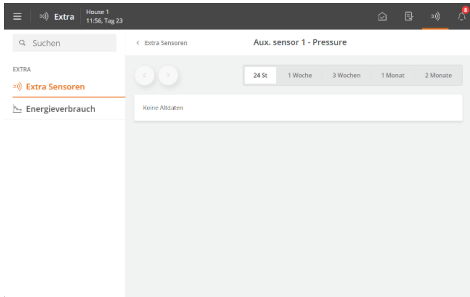 Extra
House 1
11:56, Tag 23
8
Suchen
Extra Sensoren
Aux. sensor 1 - Pressure
EXTRA
Extra Sensoren
Energieverbrauch
24 St
1 Woche
3 Wochen
1 Monat
2 Monate
Keine Altdaten